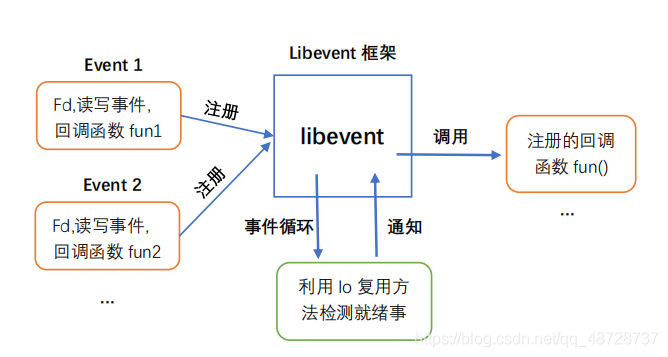 Libevent 框架
Event 1
Fd,读写事件,
回调函数 fun1
注册
libevent
调用
注册的回调
函数 fun()
...
Event 2
注册
Fd,读写事件,
回调函数 fun2
...
事件循环
通知
利用 Io 复用方
法检测就绪事
https://blog.csdn.net/qq_48728737